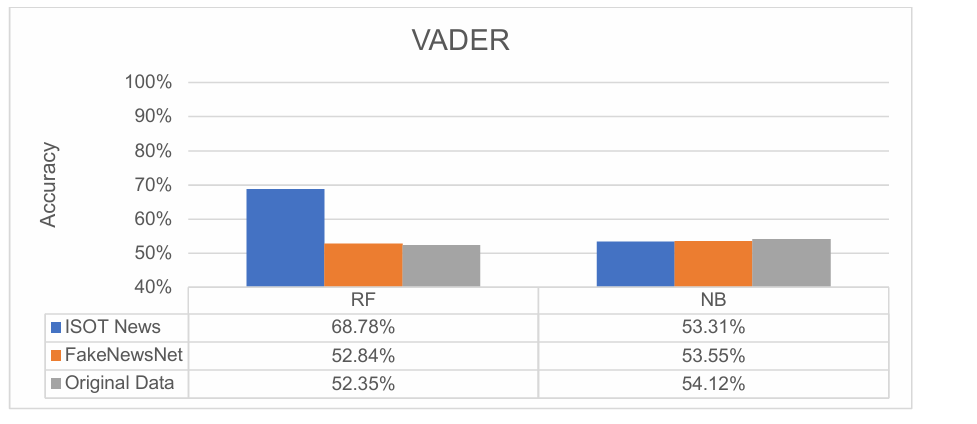 VADER
100%
90%
80%
70%
60%
50%
40%
Accuracy
RF NB
ISOT News 68.78% 53.31%
FakeNewsNet 52.84% 53.55%
Original Data 52.35% 54.12%